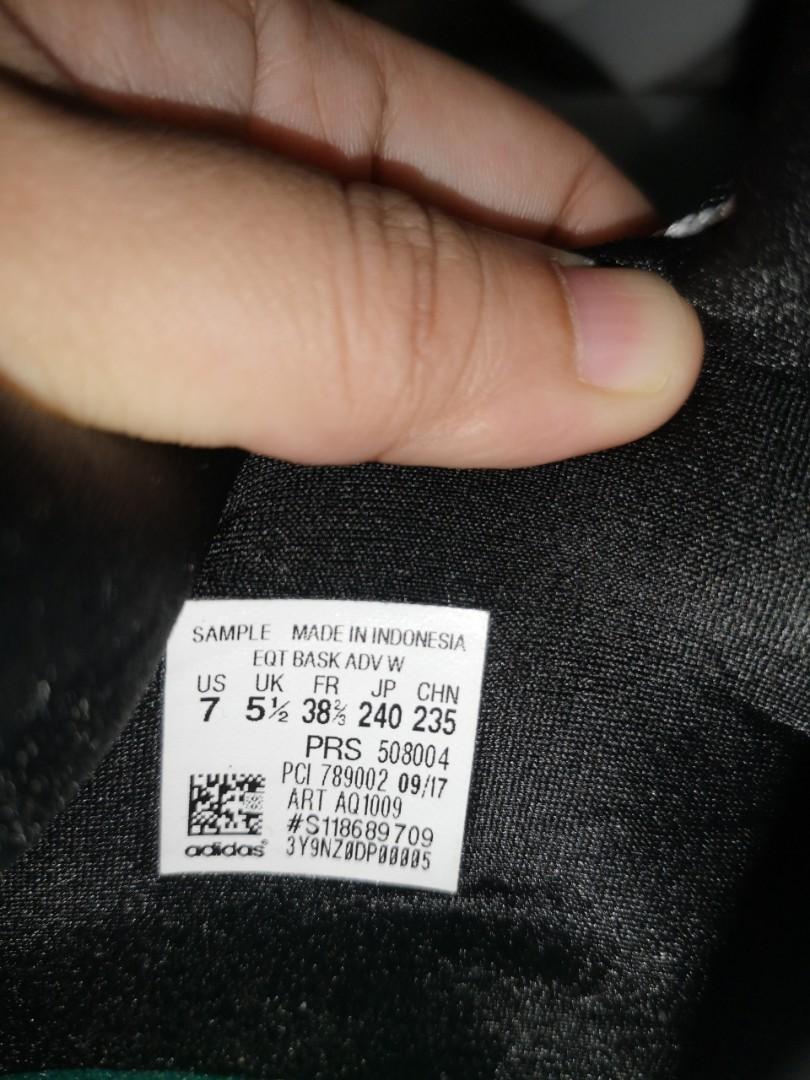 SAMPLE MADE IN INDONESIA
EQT BASK ADV W
US UK FR JP CHN
7 5½ 38⅔ 240 235
PRS 508004
PCI 789002 09/17
ART AQ1009
#S118689709
adidas 3Y9NZ0DP00005